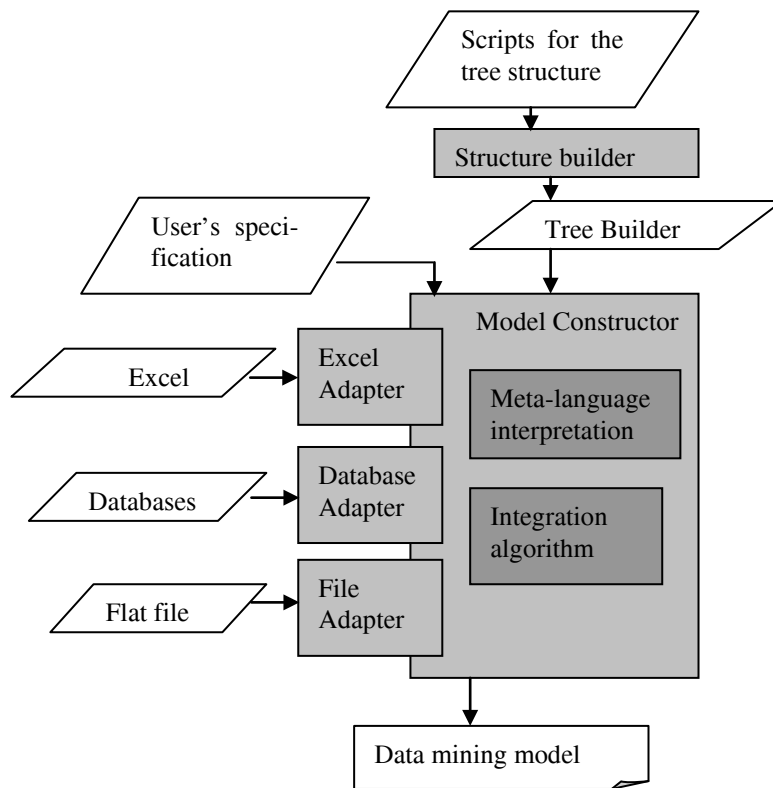 Scripts for the
tree structure
Structure builder
User's speci-
fication
Tree Builder
Model Constructor
Excel
Excel
Adapter
Meta-language
interpretation
Databases
Database
Adapter
Integration
algorithm
Flat file
File
Adapter
Data mining model